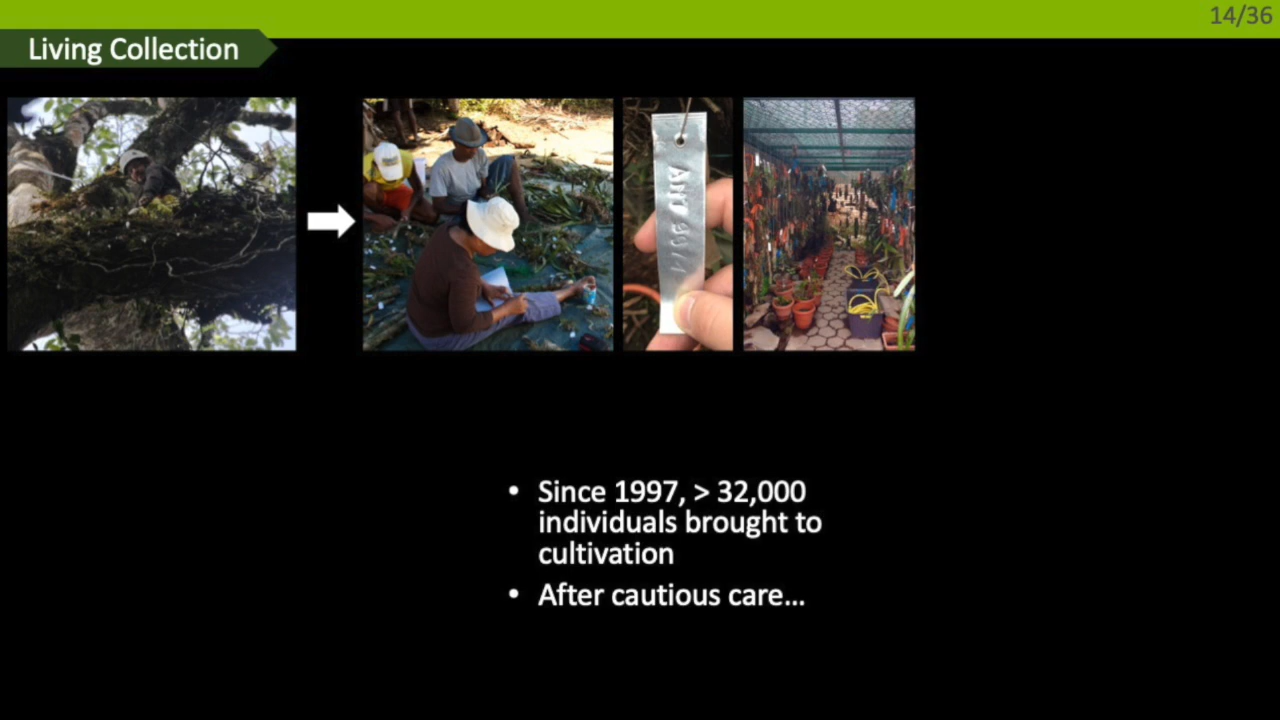 14/36
Living Collection
• Since 1997, > 32,000
individuals brought to
cultivation
• After cautious care...